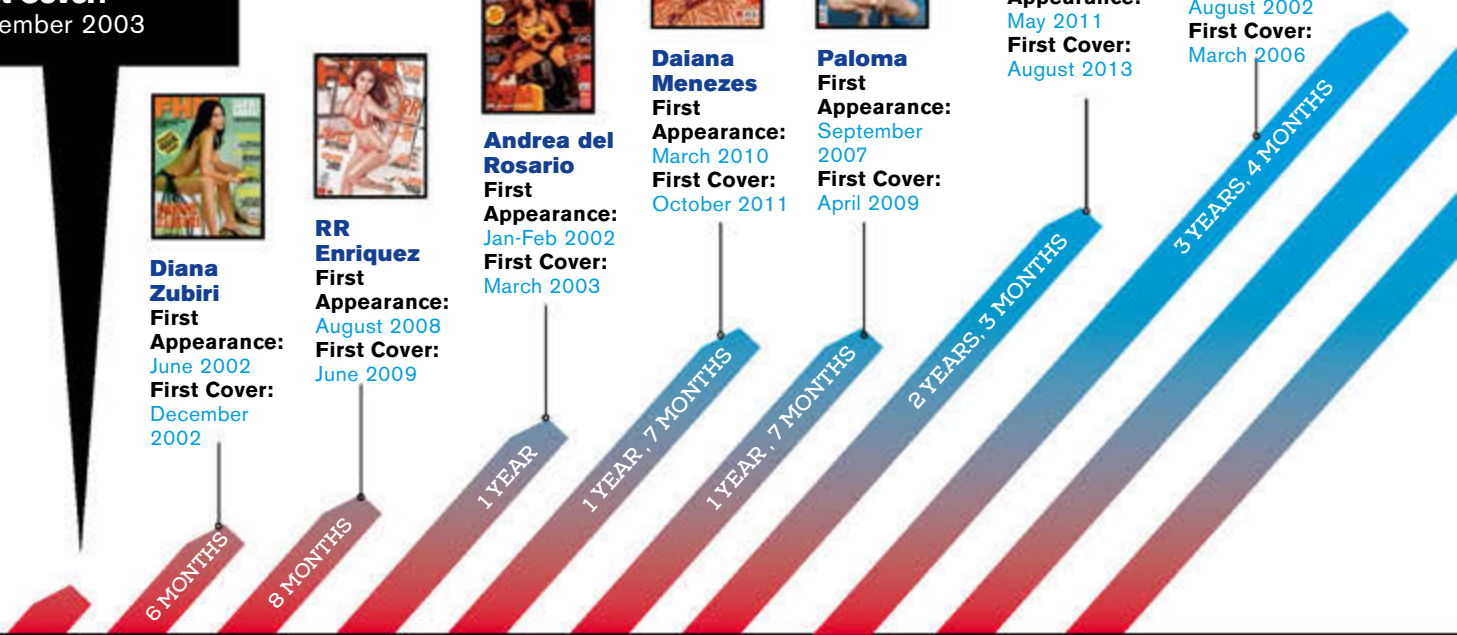 ember 2003
Diana
Zubiri
First
Appearance:
June 2002
First Cover:
December
2002
RR
Enriquez
First
Appearance:
August 2008
First Cover:
June 2009
Andrea del
Rosario
First
Appearance:
Jan-Feb 2002
First Cover:
March 2003
Daiana
Menezes
First
Appearance:
March 2010
First Cover:
October 2011
Paloma
First
Appearance:
September
2007
First Cover:
April 2009
Appearance:
May 2011
First Cover:
August 2013
August 2002
First Cover:
March 2006
6 MONTHS
8 MONTHS
1 YEAR
1 YEAR , 7 MONTHS
1 YEAR, 7 MONTHS
2 YEARS, 3 MONTHS
3 YEARS, 4 MONTHS